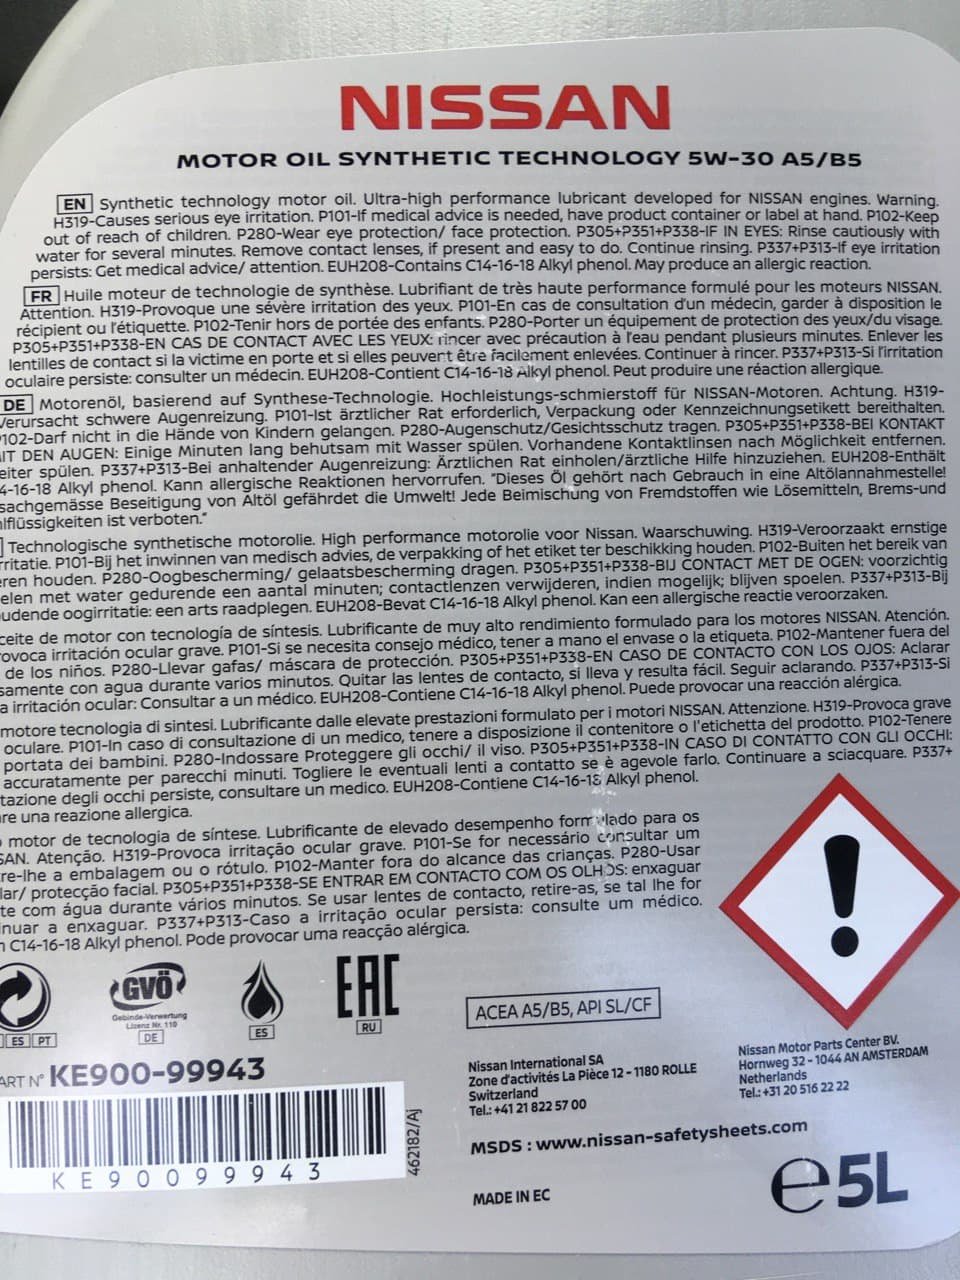 NISSAN
MOTOR OIL SYNTHETIC TECHNOLOGY 5W-30 A5/B5
EN Synthetic technology motor oil. Ultra-high performance lubricant developed for NISSAN engines. Warning.
H319-Causes serious eye irritation. P101-If medical advice is needed, have product container or label at hand. P102-Keep
out of reach of children. P280-Wear eye protection/ face protection. P305+P351+P338-IF IN EYES: Rinse cautiously with
water for several minutes. Remove contact lenses, if present and easy to do. Continue rinsing. P337+P313-If eye irritation
persists: Get medical advice/ attention. EUH208-Contains C14-16-18 Alkyl phenol. May produce an allergic reaction.
FR Huile moteur de technologie de synthèse. Lubrifiant de très haute performance formulé pour les moteurs NISSAN.
Attention. H319-Provoque une sévère irritation des yeux. P101-En cas de consultation d'un médecin, garder à disposition le
récipient ou l'étiquette. P102-Tenir hors de portée des enfants. P280-Porter un équipement de protection des yeux/du visage.
P305+P351+P338-EN CAS DE CONTACT AVEC LES YEUX: rincer avec précaution à l'eau pendant plusieurs minutes. Enlever les
lentilles de contact si la victime en porte et si elles peuvent être facilement enlevées. Continuer à rincer. P337+P313-Si l'irritation
oculaire persiste: consulter un médecin. EUH208-Contient C14-16-18 Alkyl phenol. Peut produire une réaction allergique.
DE Motorenöl, basierend auf Synthese-Technologie. Hochleistungs-schmierstoff für NISSAN-Motoren. Achtung. H319-
Verursacht schwere Augenreizung. P101-Ist ärztlicher Rat erforderlich, Verpackung oder Kennzeichnungsetikett bereithalten.
P102-Darf nicht in die Hände von Kindern gelangen. P280-Augenschutz/Gesichtsschutz tragen. P305+P351+P338-BEI KONTAKT
MIT DEN AUGEN: Einige Minuten lang behutsam mit Wasser spülen. Vorhandene Kontaktlinsen nach Möglichkeit entfernen.
eiter spülen. P337+P313-Bei anhaltender Augenreizung: Ärztlichen Rat einholen/ärztliche Hilfe hinzuziehen. EUH208-Enthält
4-16-18 Alkyl phenol. Kann allergische Reaktionen hervorrufen. "Dieses Öl gehört nach Gebrauch in eine Altölannahmestelle!
sachgemässe Beseitigung von Altöl gefährdet die Umwelt! Jede Beimischung von Fremdstoffen wie Lösemitteln, Brems-und
lflüssigkeiten ist verboten."
Technologische synthetische motorolie. High performance motorolie voor Nissan. Waarschuwing. H319-Veroorzaakt ernstige
rritatie. P101-Bij het inwinnen van medisch advies, de verpakking of het etiket ter beschikking houden. P102-Buiten het bereik van
eren houden. P280-Oogbescherming/ gelaatsbescherming dragen. P305+P351+P338-BIJ CONTACT MET DE OGEN: voorzichtig
elen met water gedurende een aantal minuten; contactlenzen verwijderen, indien mogelijk; blijven spoelen. P337+P313-Bij
oudende oogirritatie: een arts raadplegen. EUH208-Bevat C14-16-18 Alkyl phenol. Kan een allergische reactie veroorzaken.
ceite de motor con tecnología de síntesis. Lubrificante de muy alto rendimiento formulado para los motores NISSAN. Atención.
rovoca irritación ocular grave. P101-Si se necesita consejo médico, tener a mano el envase o la etiqueta. P102-Mantener fuera del
de los niños. P280-Llevar gafas/ máscara de protección. P305+P351+P338-EN CASO DE CONTACTO CON LOS OJOS: Aclarar
samente con agua durante varios minutos. Quitar las lentes de contacto, si lleva y resulta fácil. Seguir aclarando. P337+P313-Si
a irritación ocular: Consultar a un médico. EUH208-Contiene C14-16-18 Alkyl phenol. Puede provocar una reacción alérgica.
motore tecnologia di sintesi. Lubrificante dalle elevate prestazioni formulato per i motori NISSAN. Attenzione. H319-Provoca grave
oculare. P101-In caso di consultazione di un medico, tenere a disposizione il contenitore o l'etichetta del prodotto. P102-Tenere
portata dei bambini. P280-Indossare Proteggere gli occhi/ il viso. P305+P351+P338-IN CASO DI CONTATTO CON GLI OCCHI:
accuratamente per parecchi minuti. Togliere le eventuali lenti a contatto se è agevole farlo. Continuare a sciacquare. P337+
tazione degli occhi persiste, consultare un medico. EUH208-Contiene C14-16-18 Alkyl phenol.
re una reazione allergica.
motor de tecnologia de síntese. Lubrificante de elevado desempenho formulado para os
SAN. Atenção. H319-Provoca irritação ocular grave. P101-Se for necessário consultar um
tre-lhe a embalagem ou o rótulo. P102-Manter fora do alcance das crianças. P280-Usar
lar/ protecção facial. P305+P351+P338-SE ENTRAR EM CONTACTO COM OS OLHOS: enxaguar
te com água durante vários minutos. Se usar lentes de contacto, retire-as, se tal lhe for
inuar a enxaguar. P337+P313-Caso a irritação ocular persista: consulte um médico.
C14-16-18 Alkyl phenol. Pode provocar uma reacção alérgica.
GVÖ
Gebinde-Verwertung
Lizenz Nr. 110
ES PT
DE
ES
EAC
RU
ACEA A5/B5, API SL/CF
ART N° KE900-99943
KE90099943
462182/Aj
Nissan International SA
Zone d'activités La Pièce 12 - 1180 ROLLE
Switzerland
Tel.: +41 21 822 57 00
Nissan Motor Parts Center BV.
Hornweg 32 - 1044 AN AMSTERDAM
Netherlands
Tel.: +31 20 516 22 22
MSDS : www.nissan-safetysheets.com
MADE IN EC
e 5L